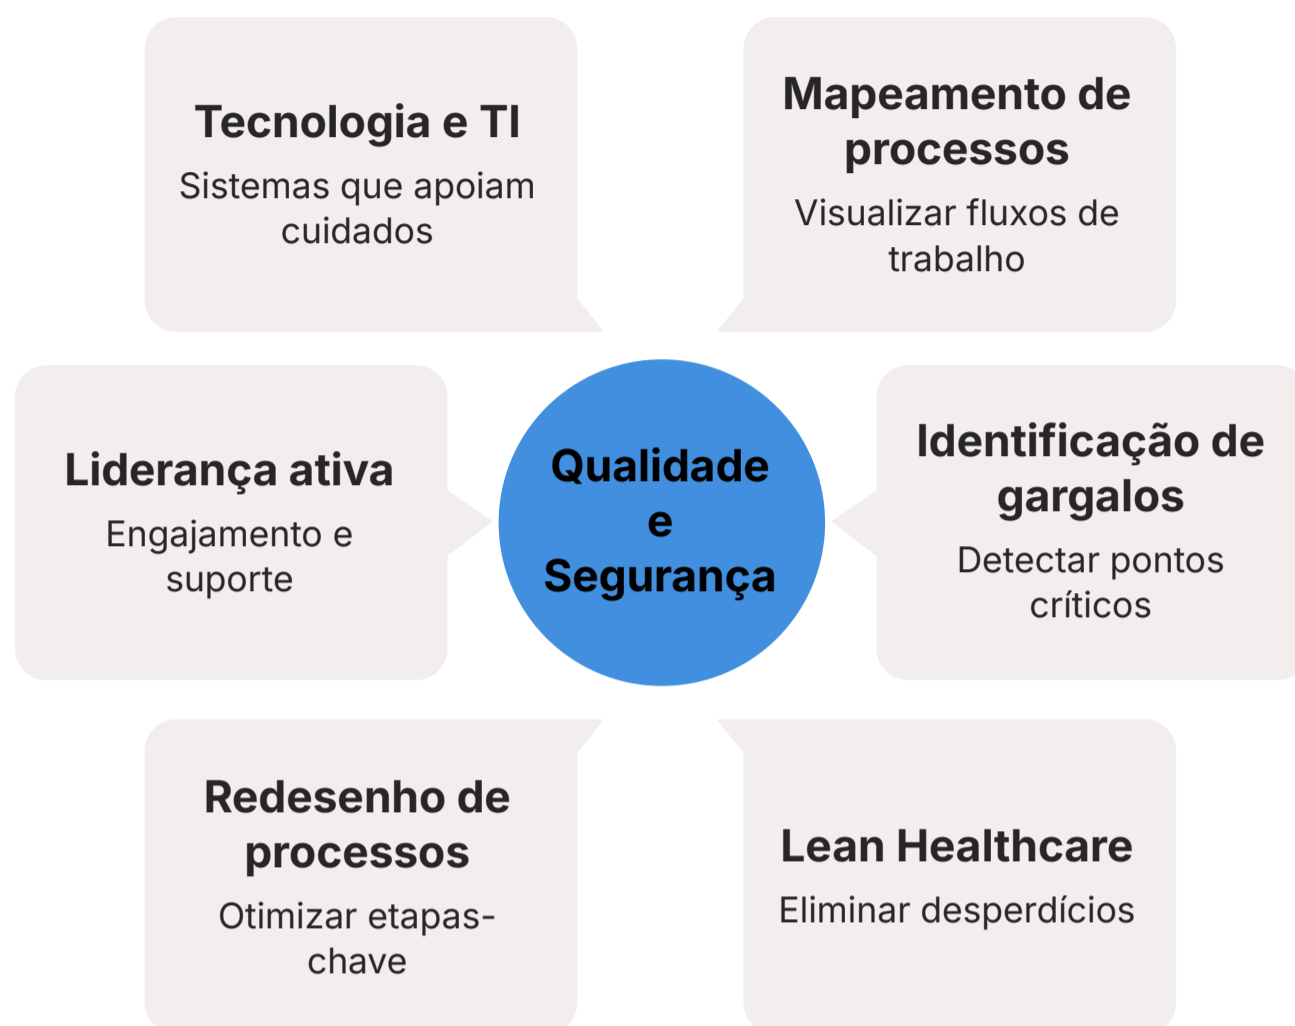 Tecnologia e TI
Sistemas que apoiam
cuidados
Mapeamento de
processos
Visualizar fluxos de
trabalho
Liderança ativa
Engajamento e
suporte
Qualidade
e
Segurança
Identificação de
gargalos
Detectar pontos
críticos
Redesenho de
processos
Otimizar etapas-
chave
Lean Healthcare
Eliminar desperdícios